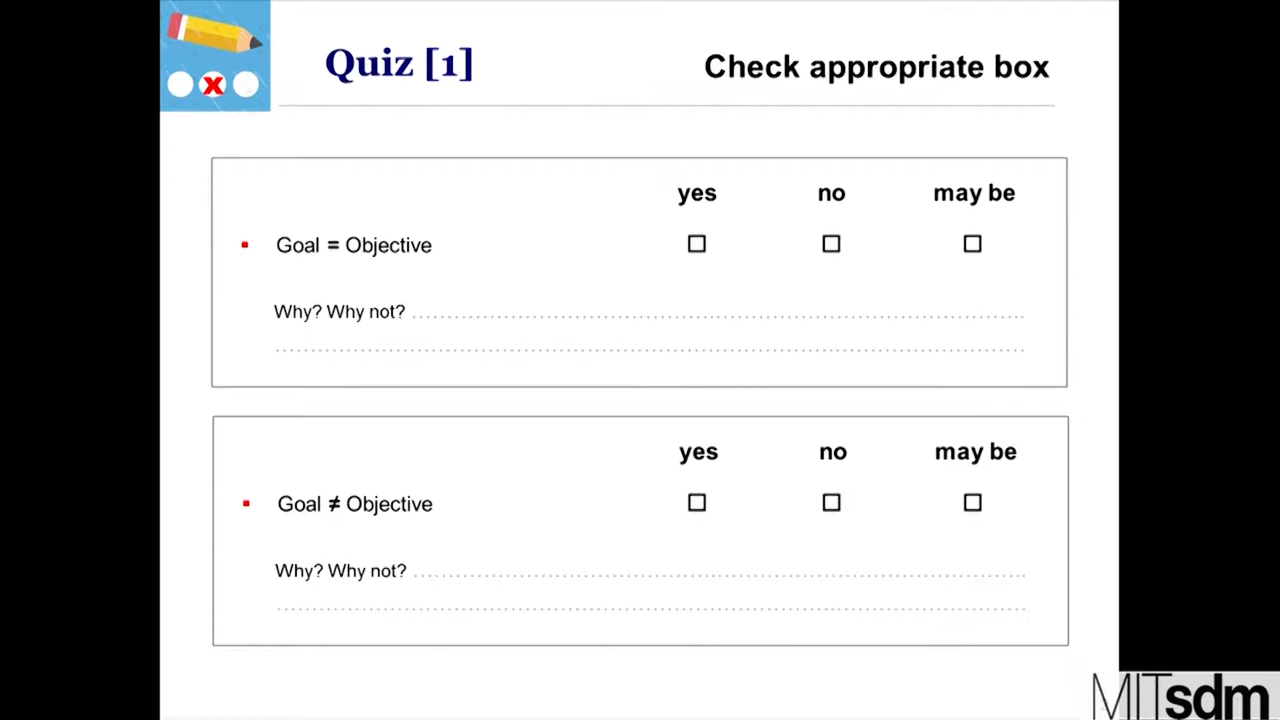 Quiz [1]
Check appropriate box
yes no may be
Goal = Objective
Why? Why not?
yes no may be
Goal ≠ Objective
Why? Why not?
MITsdm